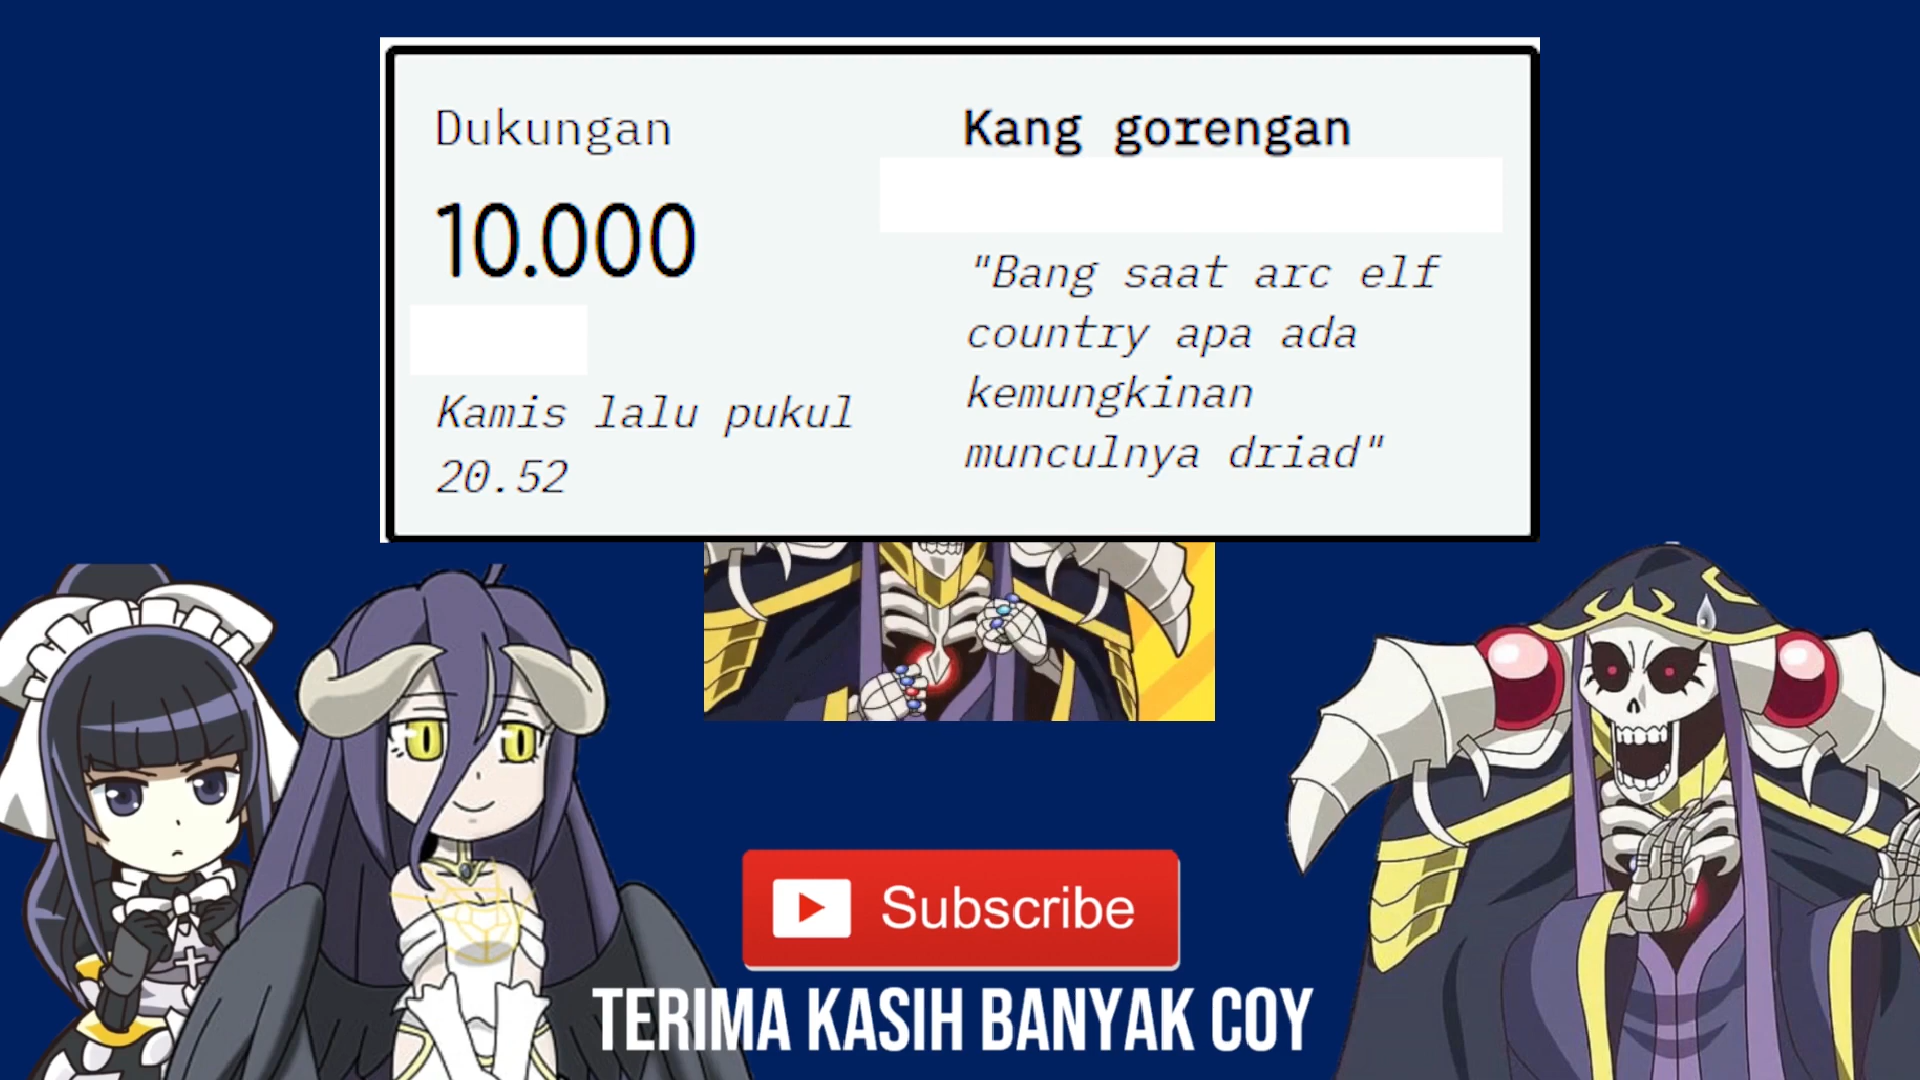 Dukungan
10.000
Kamis lalu pukul
20.52
Kang gorengan
"Bang saat arc elf
country apa ada
kemungkinan
munculnya driad"
Subscribe
TERIMA KASIH BANYAK COY